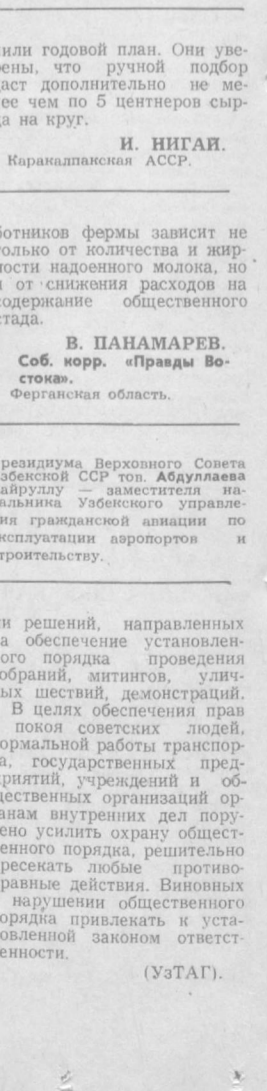 или годовой план. Они уве-
ены, что ручной подбор
аст дополнительно не ме-
ее чем по 5 центнеров сыр-
а на круг.
И. НИГАЙ.
Каракалпакская АССР.
ботников фермы зависит не
олько от количества и жир-
ности надоенного молока, но
и от снижения расходов на
содержание общественного
стада.
В. ПАНАМАРЕВ.
Соб. корр. «Правды Во-
стока».
Ферганская область.
резидиума Верховного Совета
збекской ССР тов. Абдуллаева
айруллу — заместителя на-
альника Узбекского управле-
ия гражданской авиации по
ксплуатации аэропортов и
троительству.
и решений, направленных
а обеспечение установлен-
ого порядка проведения
обраний, митингов, улич-
ых шествий, демонстраций.
В целях обеспечения прав
покоя советских людей,
ормальной работы транспор-
а, государственных пред-
риятий, учреждений и об-
щественных организаций ор-
анам внутренних дел пору-
ено усилить охрану общест-
енного порядка, решительно
ресекать любые противо-
равные действия. Виновных
нарушении общественного
орядка привлекать к уста-
овленной законом ответст-
енности.
(УзТАГ).